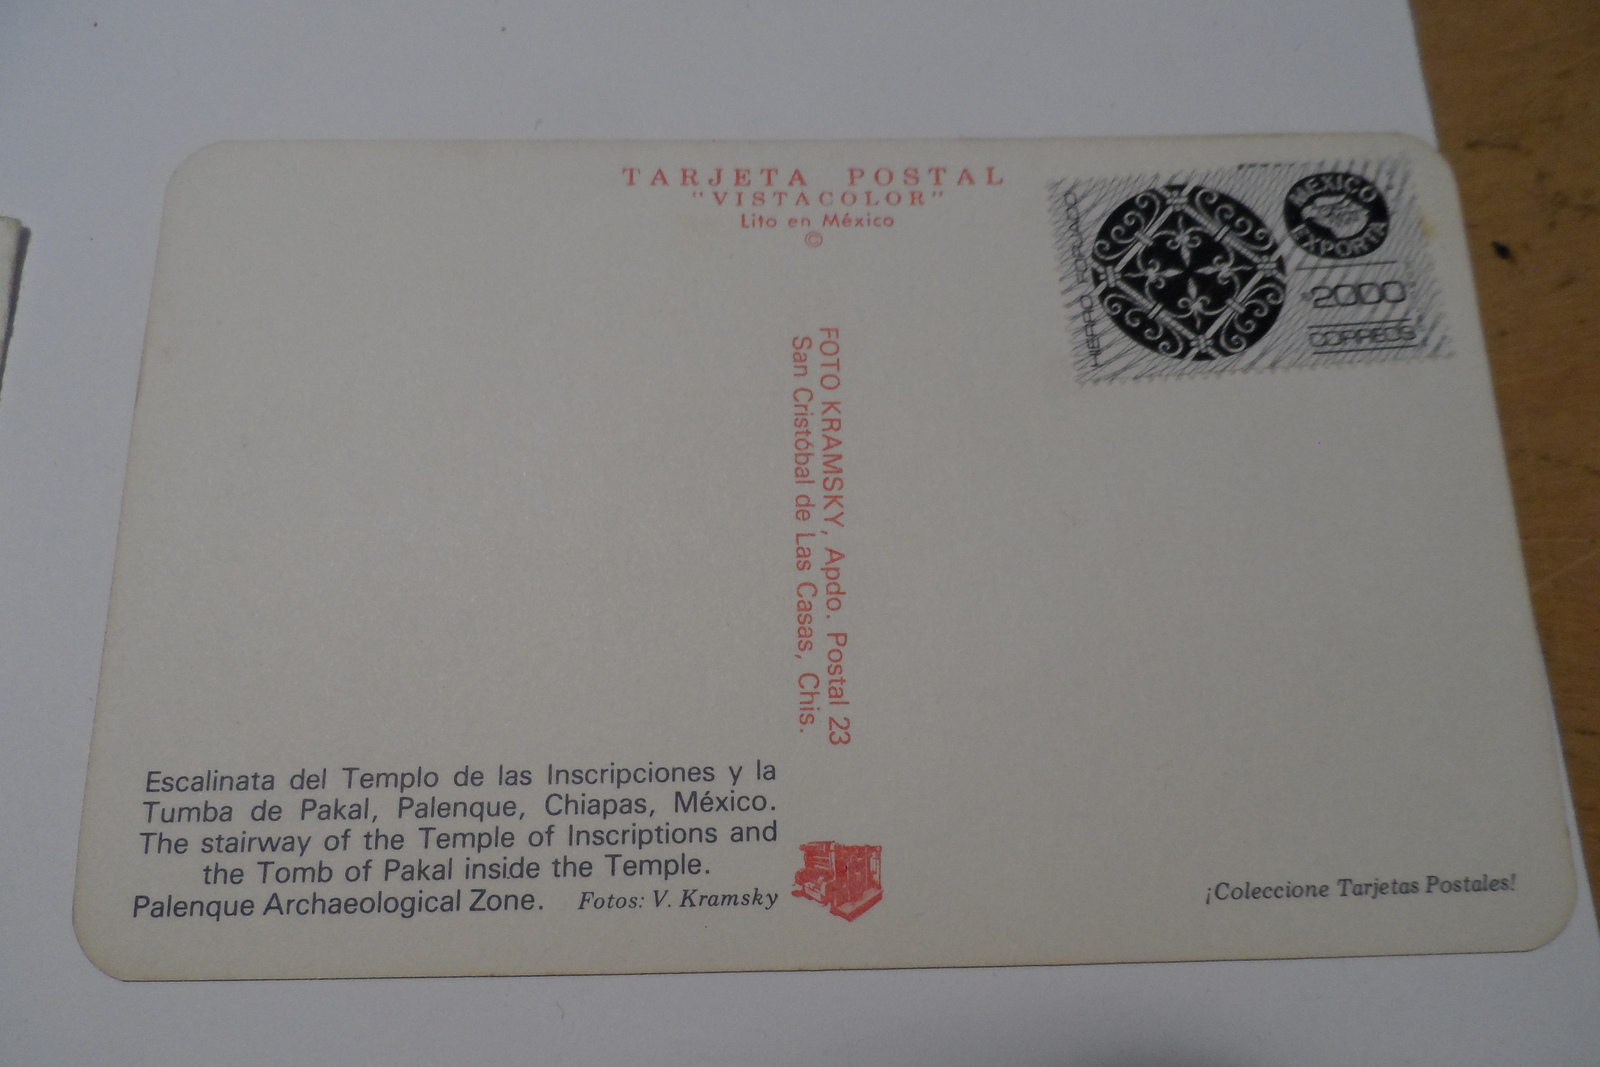 TARJETA POSTAL
"VISTACOLOR"
Lito en México
©
MEXICO
EXPORTA
$2000
CORREOS
HIERRO FORJADO
FOTO KRAMSKY, Apdo. Postal 23
San Cristóbal de Las Casas, Chis.
Escalinata del Templo de las Inscripciones y la
Tumba de Pakal, Palenque, Chiapas, México.
The stairway of the Temple of Inscriptions and
the Tomb of Pakal inside the Temple.
Palenque Archaeological Zone. Fotos: V. Kramsky
¡Coleccione Tarjetas Postales!